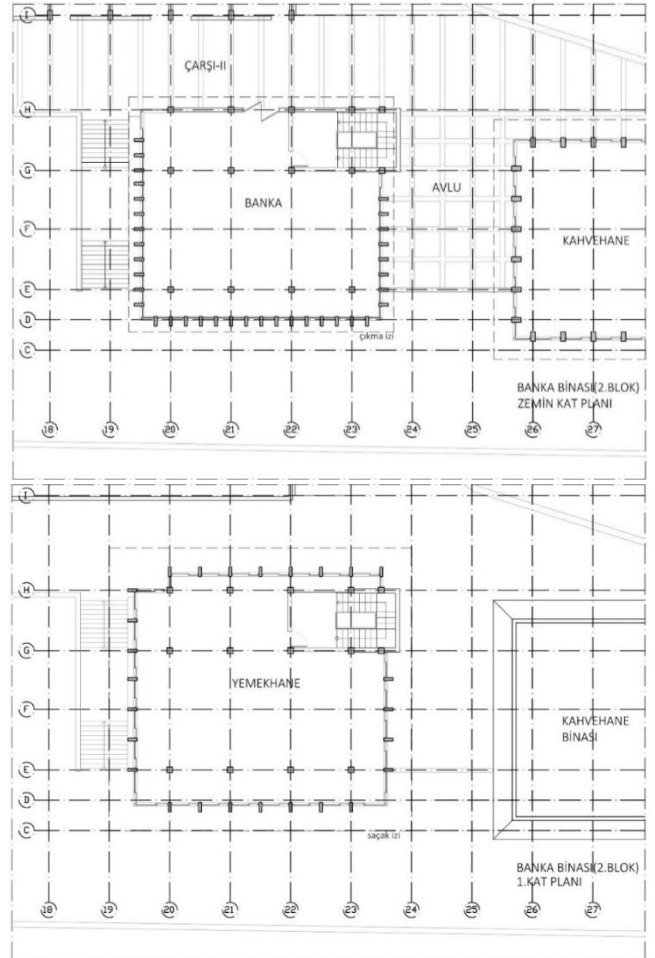 I
ÇARŞI-II
H
G
BANKA
AVLU
F
KAHVEHANE
E
D
çıkma izi
C
BANKA BİNASI(2.BLOK)
ZEMİN KAT PLANI
18 19 20 21 22 23 24 25 26 27
I
H
G
YEMEKHANE
F
KAHVEHANE
BİNASI
E
D
saçak izi
C
BANKA BİNASI(2.BLOK)
1.KAT PLANI
18 19 20 21 22 23 24 25 26 27